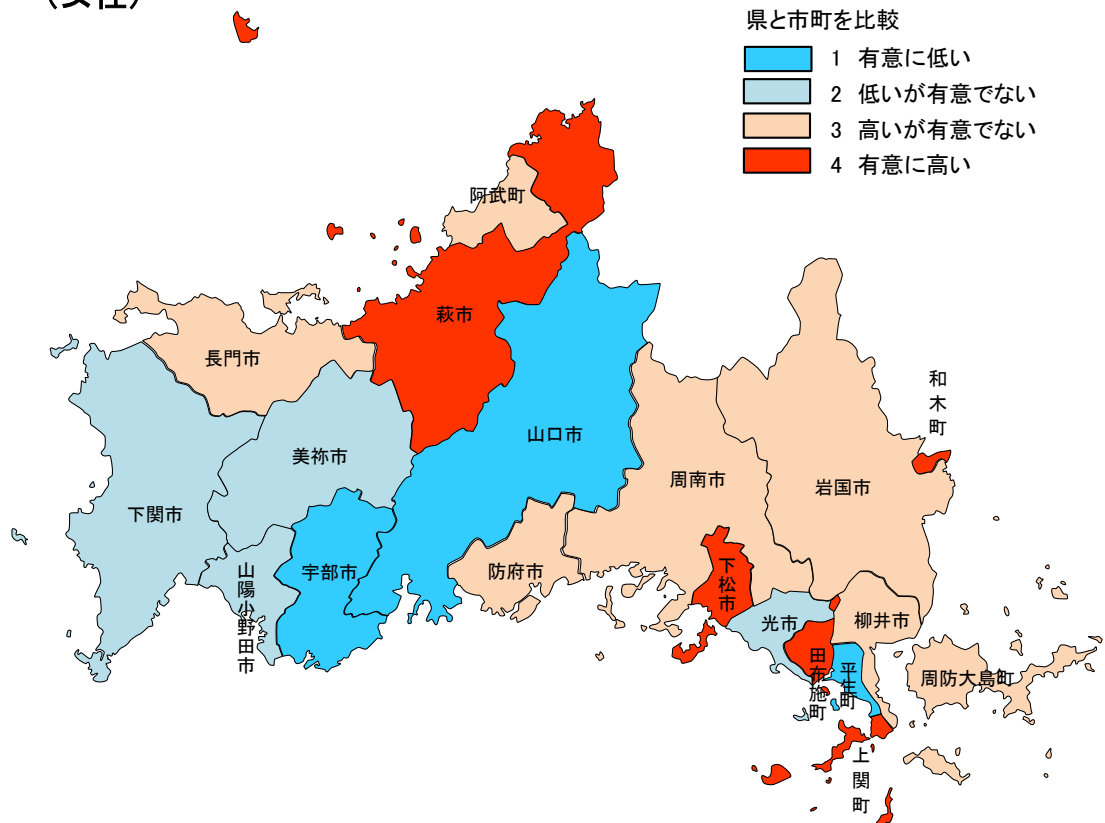 (女性)
県と市町を比較
1 有意に低い
2 低いが有意でない
3 高いが有意でない
4 有意に高い
阿武町
萩市
長門市
和木町
山口市
美祢市
周南市
岩国市
下関市
宇部市
防府市
山陽小野田市
下松市
光市
柳井市
田布施町
平生町
周防大島町
上関町